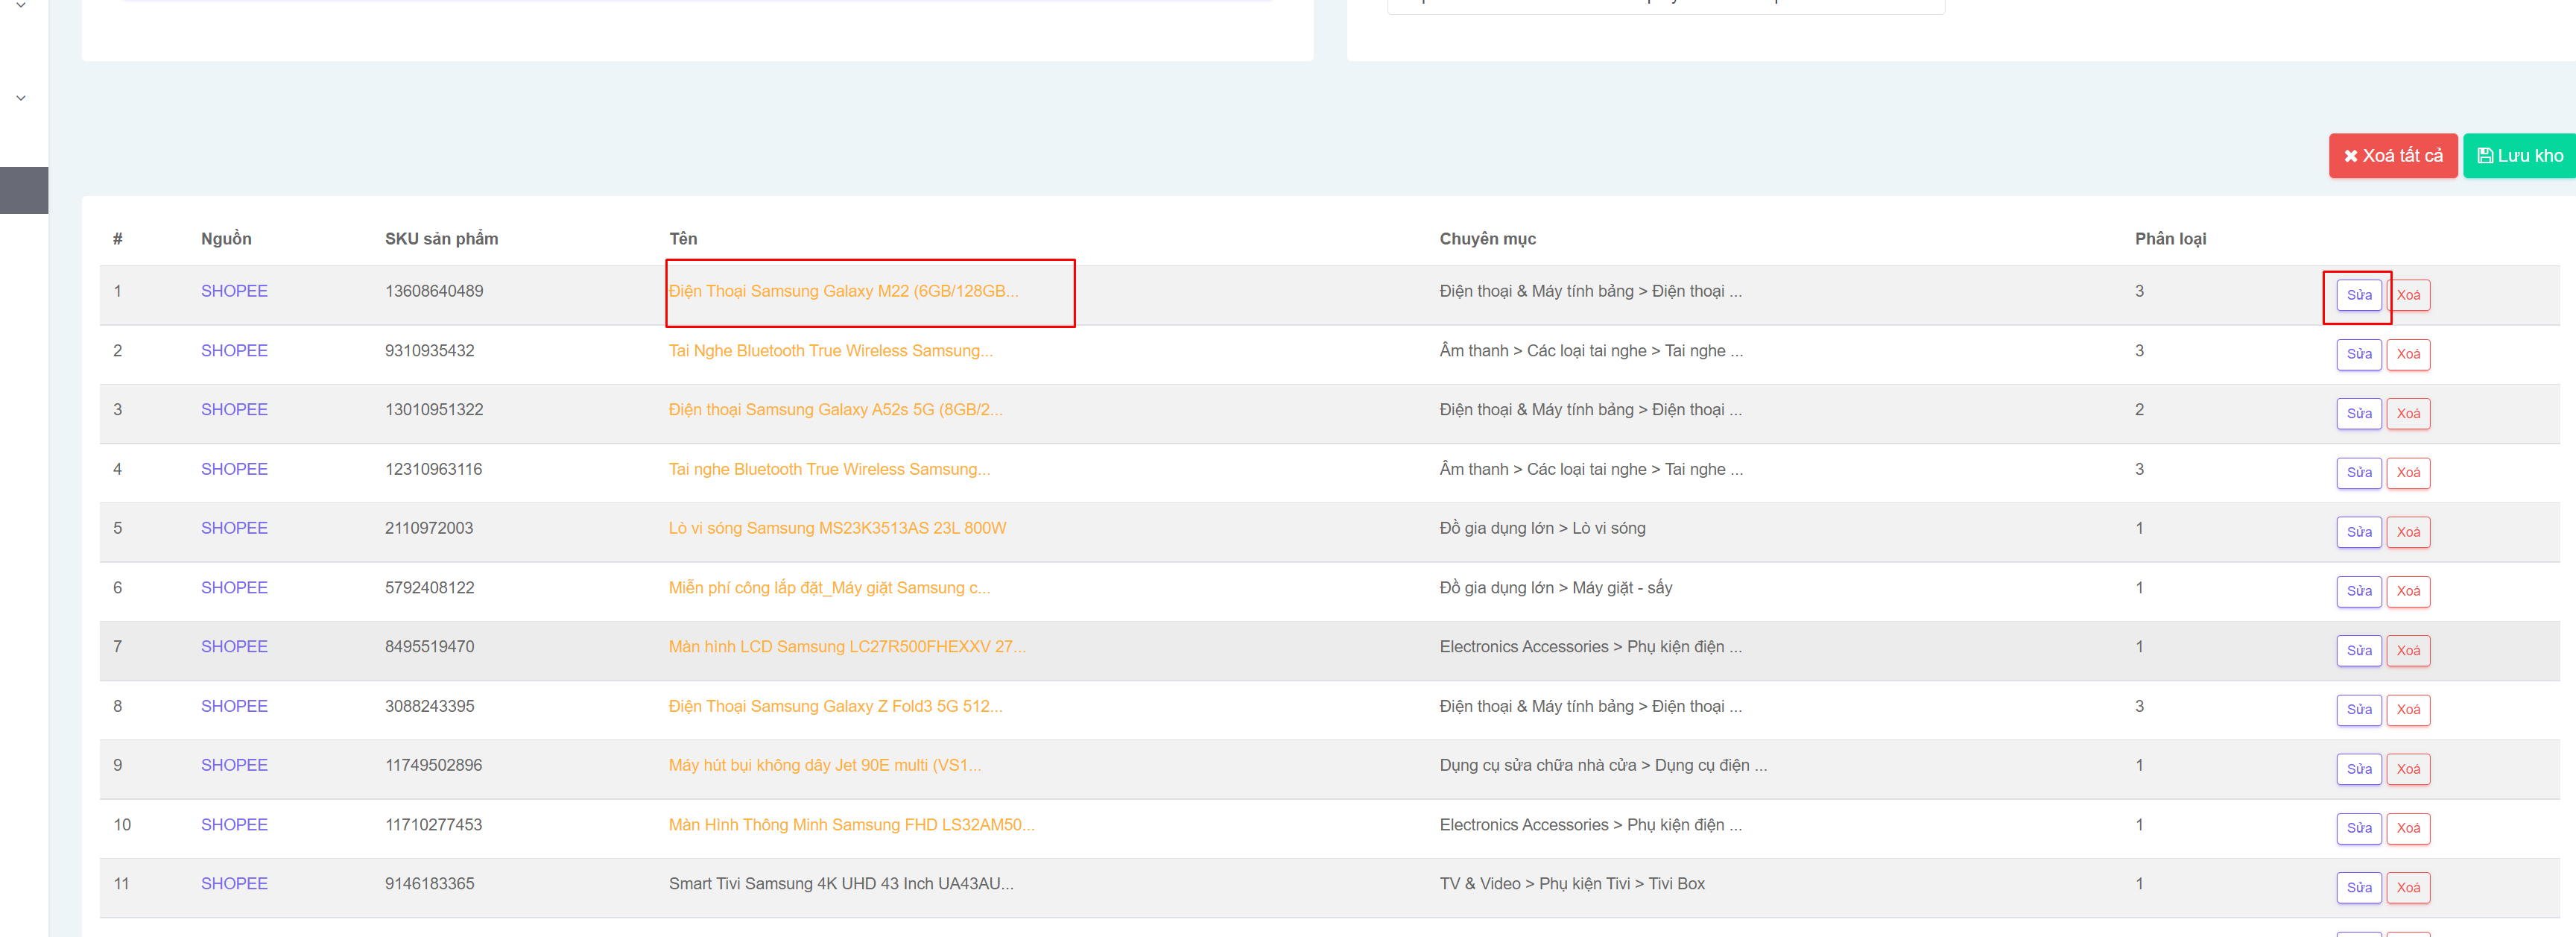 Xoá tất cả Lưu kho
# Nguồn SKU sản phẩm Tên Chuyên mục Phân loại
1 SHOPEE 13608640489 Điện Thoại Samsung Galaxy M22 (6GB/128GB... Điện thoại & Máy tính bảng > Điện thoại ... 3 Sửa Xoá
2 SHOPEE 9310935432 Tai Nghe Bluetooth True Wireless Samsung... Âm thanh > Các loại tai nghe > Tai nghe ... 3 Sửa Xoá
3 SHOPEE 13010951322 Điện thoại Samsung Galaxy A52s 5G (8GB/2... Điện thoại & Máy tính bảng > Điện thoại ... 2 Sửa Xoá
4 SHOPEE 12310963116 Tai nghe Bluetooth True Wireless Samsung... Âm thanh > Các loại tai nghe > Tai nghe ... 3 Sửa Xoá
5 SHOPEE 2110972003 Lò vi sóng Samsung MS23K3513AS 23L 800W Đồ gia dụng lớn > Lò vi sóng 1 Sửa Xoá
6 SHOPEE 5792408122 Miễn phí công lắp đặt_Máy giặt Samsung c... Đồ gia dụng lớn > Máy giặt - sấy 1 Sửa Xoá
7 SHOPEE 8495519470 Màn hình LCD Samsung LC27R500FHEXXV 27... Electronics Accessories > Phụ kiện điện ... 1 Sửa Xoá
8 SHOPEE 3088243395 Điện Thoại Samsung Galaxy Z Fold3 5G 512... Điện thoại & Máy tính bảng > Điện thoại ... 3 Sửa Xoá
9 SHOPEE 11749502896 Máy hút bụi không dây Jet 90E multi (VS1... Dụng cụ sửa chữa nhà cửa > Dụng cụ điện ... 1 Sửa Xoá
10 SHOPEE 11710277453 Màn Hình Thông Minh Samsung FHD LS32AM50... Electronics Accessories > Phụ kiện điện ... 1 Sửa Xoá
11 SHOPEE 9146183365 Smart Tivi Samsung 4K UHD 43 Inch UA43AU... TV & Video > Phụ kiện Tivi > Tivi Box 1 Sửa Xoá